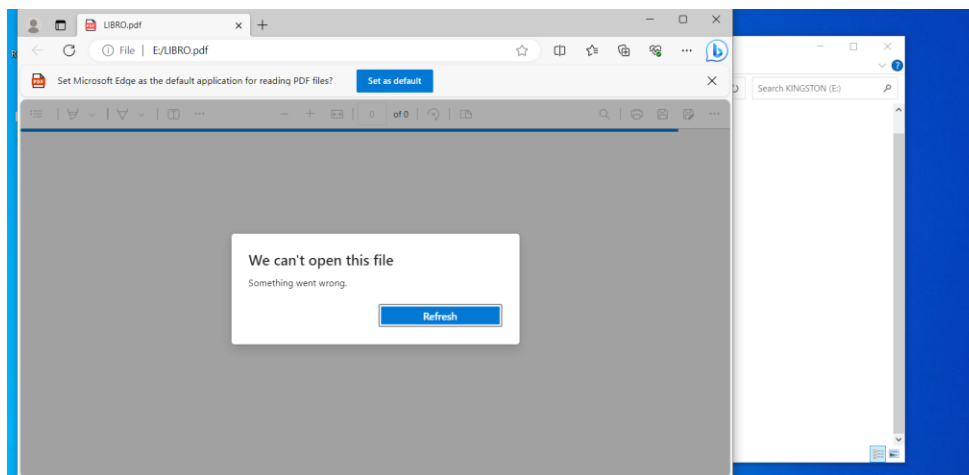 LIBRO.pdf
File | E:/LIBRO.pdf
PDF
Set Microsoft Edge as the default application for reading PDF files?
Set as default
Search KINGSTON (E:)
0 of 0
We can't open this file
Something went wrong.
Refresh